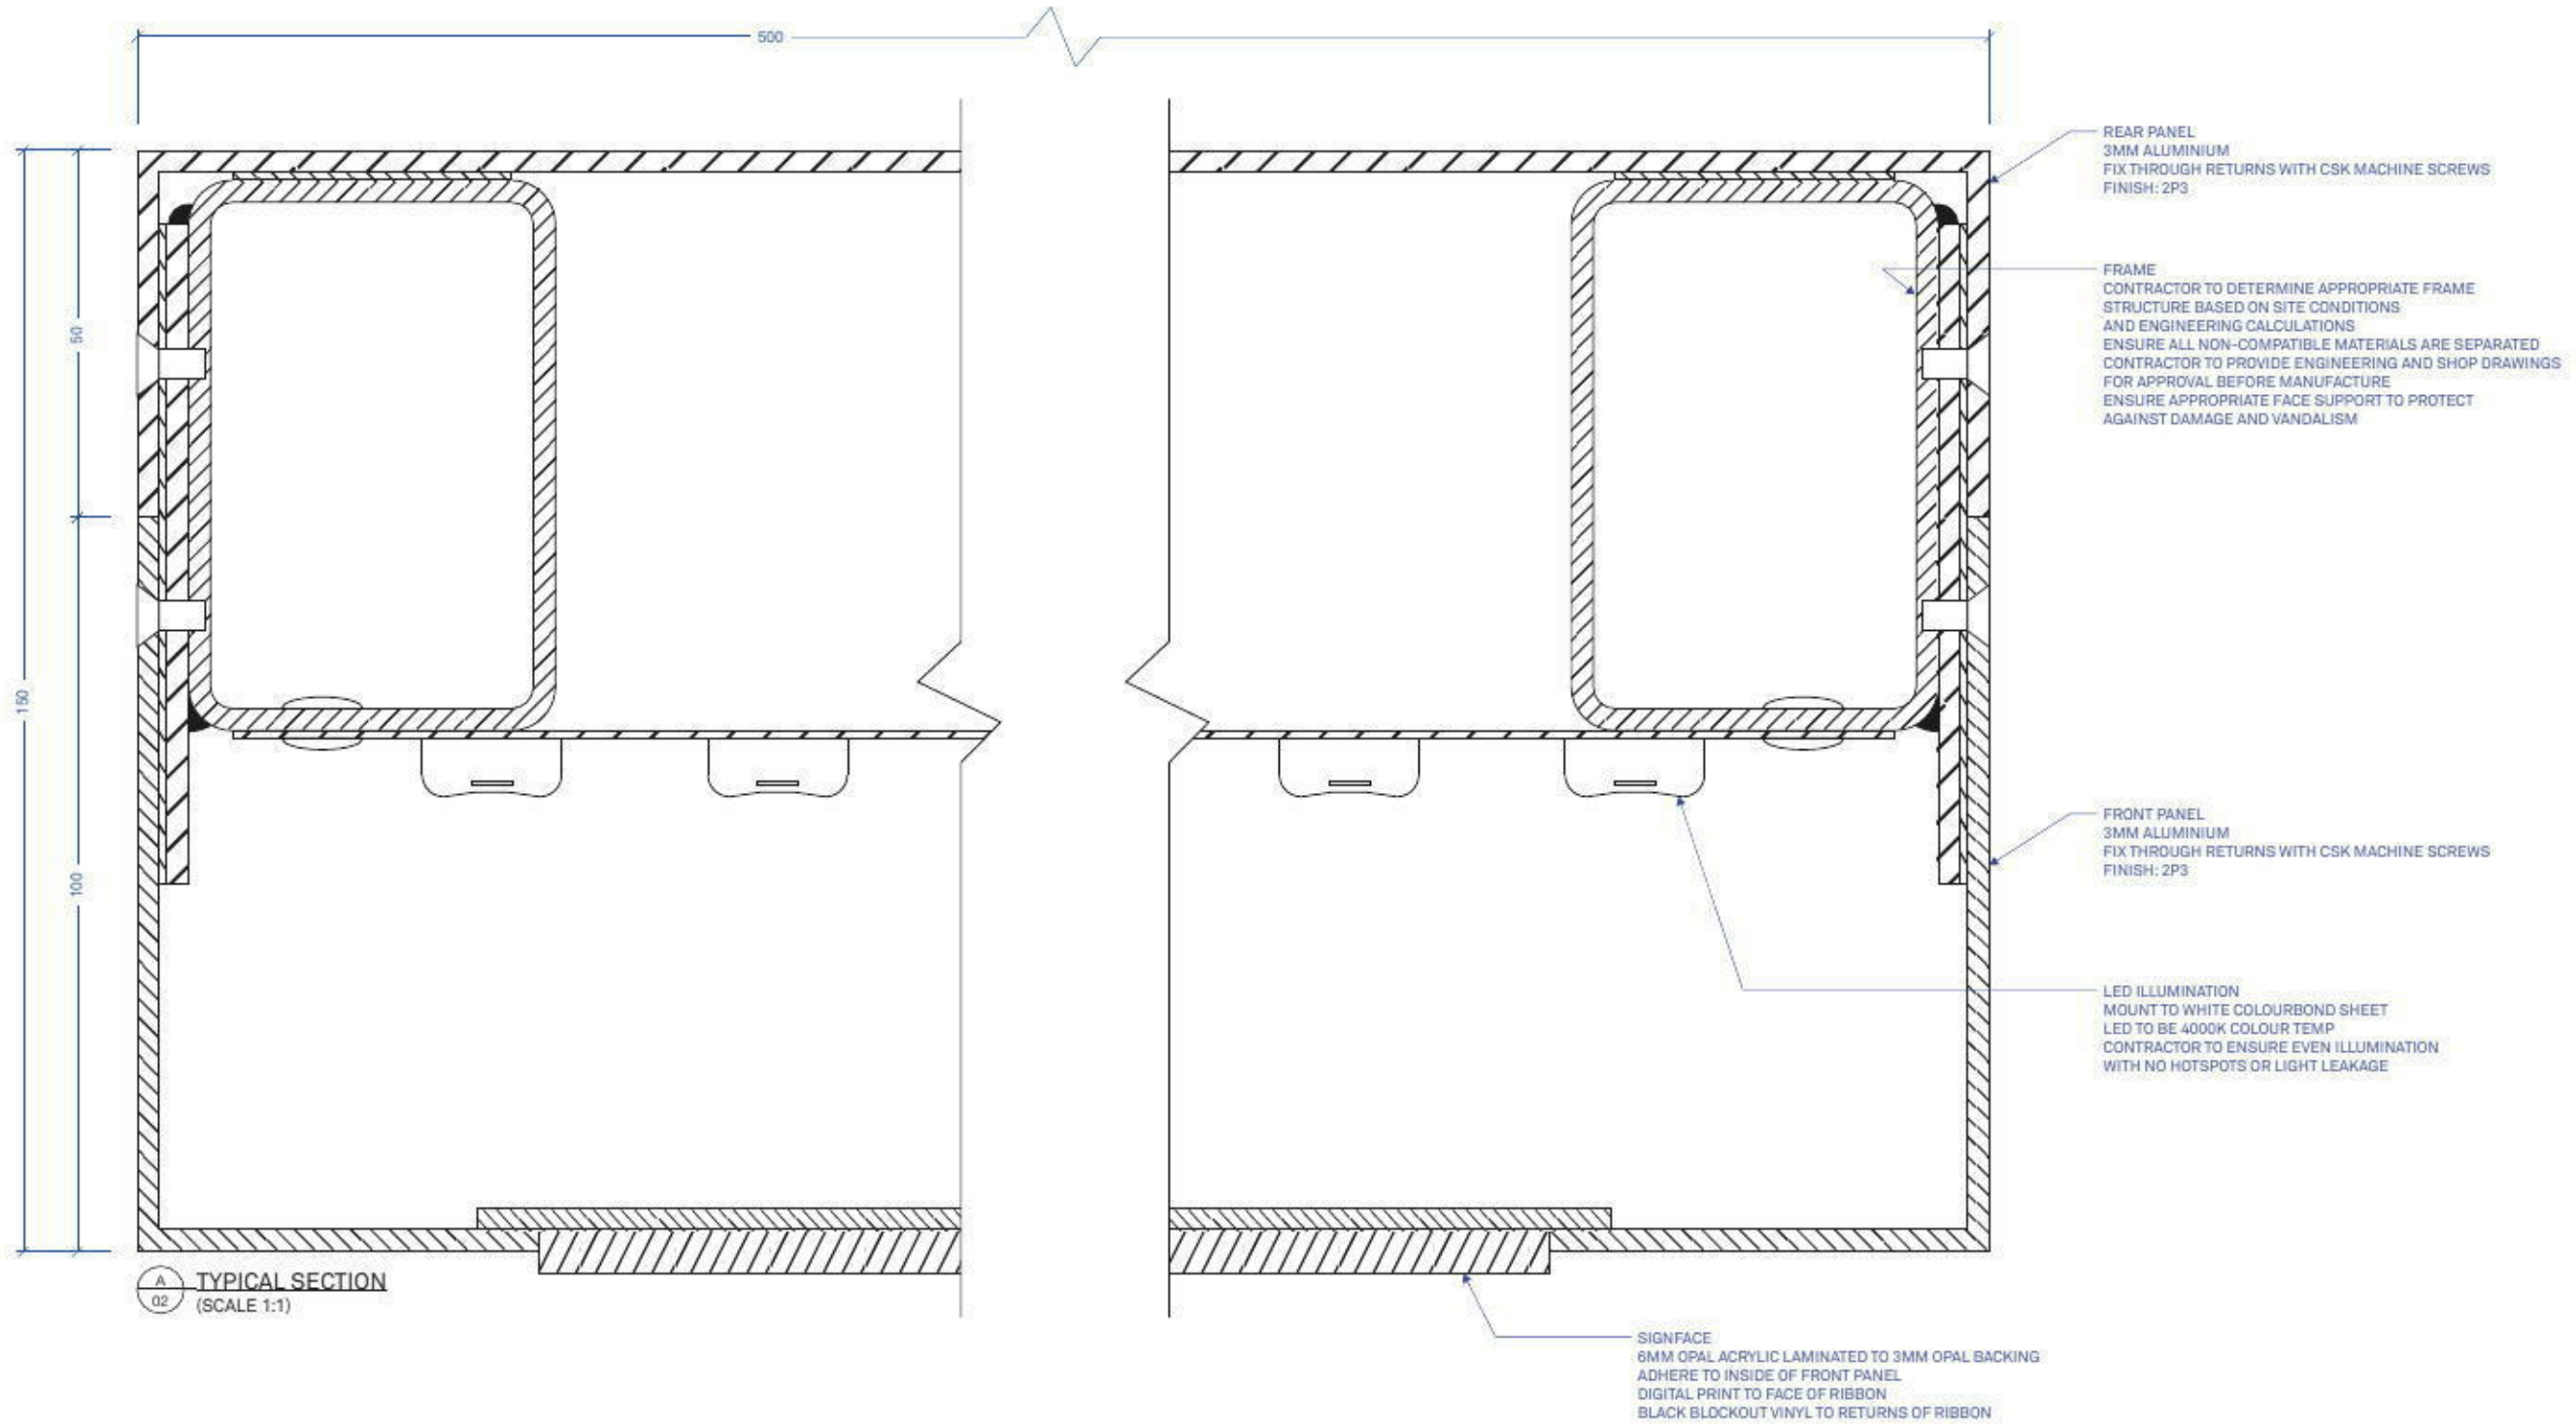 500
REAR PANEL
3MM ALUMINIUM
FIX THROUGH RETURNS WITH CSK MACHINE SCREWS
FINISH: 2P3
FRAME
CONTRACTOR TO DETERMINE APPROPRIATE FRAME
STRUCTURE BASED ON SITE CONDITIONS
AND ENGINEERING CALCULATIONS
ENSURE ALL NON-COMPATIBLE MATERIALS ARE SEPARATED
CONTRACTOR TO PROVIDE ENGINEERING AND SHOP DRAWINGS
FOR APPROVAL BEFORE MANUFACTURE
ENSURE APPROPRIATE FACE SUPPORT TO PROTECT
AGAINST DAMAGE AND VANDALISM
50
150
100
FRONT PANEL
3MM ALUMINIUM
FIX THROUGH RETURNS WITH CSK MACHINE SCREWS
FINISH: 2P3
LED ILLUMINATION
MOUNT TO WHITE COLOURBOND SHEET
LED TO BE 4000K COLOUR TEMP
CONTRACTOR TO ENSURE EVEN ILLUMINATION
WITH NO HOTSPOTS OR LIGHT LEAKAGE
A
02
TYPICAL SECTION
(SCALE 1:1)
SIGNFACE
6MM OPAL ACRYLIC LAMINATED TO 3MM OPAL BACKING
ADHERE TO INSIDE OF FRONT PANEL
DIGITAL PRINT TO FACE OF RIBBON
BLACK BLOCKOUT VINYL TO RETURNS OF RIBBON